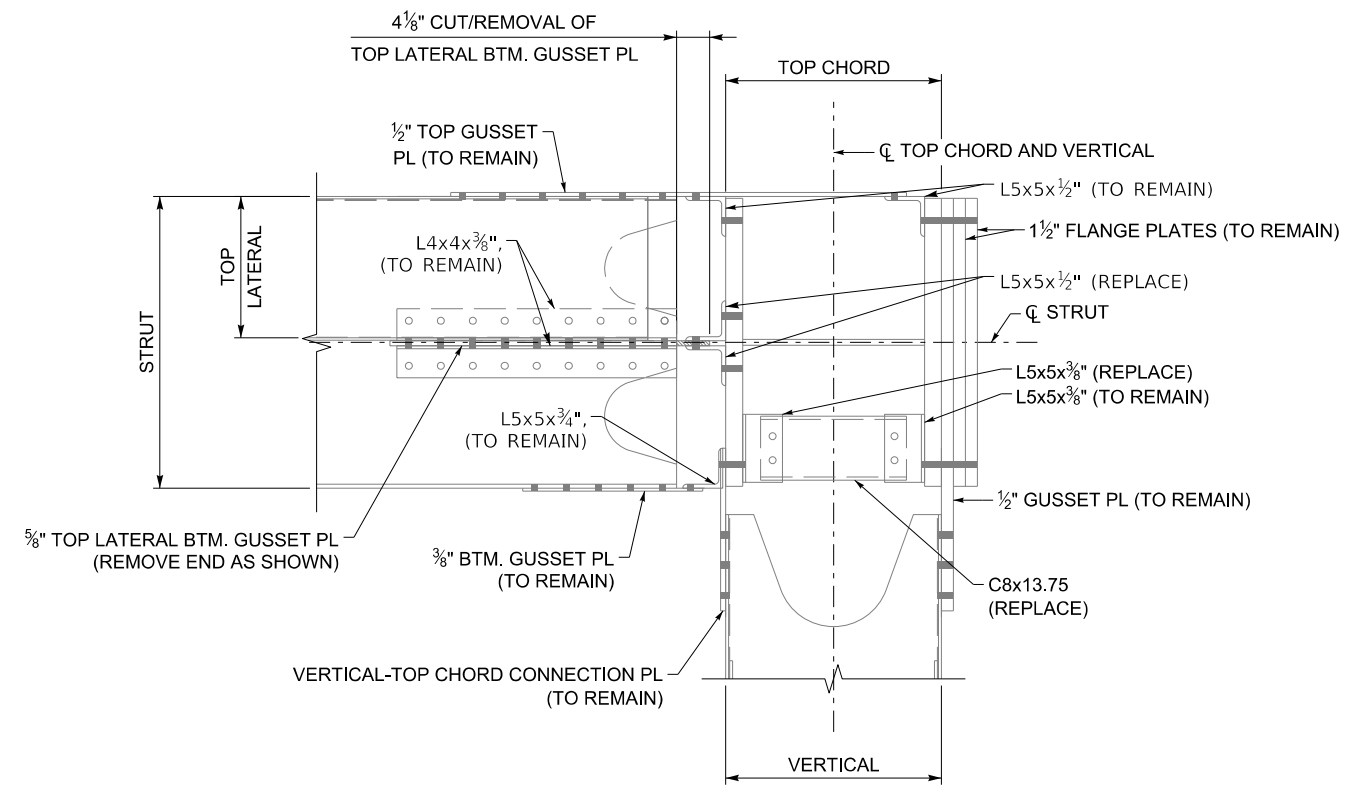 4⅛" CUT/REMOVAL OF
TOP LATERAL BTM. GUSSET PL
TOP CHORD
½" TOP GUSSET
PL (TO REMAIN)
℄ TOP CHORD AND VERTICAL
L5x5x½" (TO REMAIN)
1½" FLANGE PLATES (TO REMAIN)
L4x4x⅜",
(TO REMAIN)
TOP
LATERAL
STRUT
L5x5x½" (REPLACE)
℄ STRUT
L5x5x⅜" (REPLACE)
L5x5x⅜" (TO REMAIN)
L5x5x¾",
(TO REMAIN)
½" GUSSET PL (TO REMAIN)
⅝" TOP LATERAL BTM. GUSSET PL
(REMOVE END AS SHOWN)
⅜" BTM. GUSSET PL
(TO REMAIN)
C8x13.75
(REPLACE)
VERTICAL-TOP CHORD CONNECTION PL
(TO REMAIN)
VERTICAL